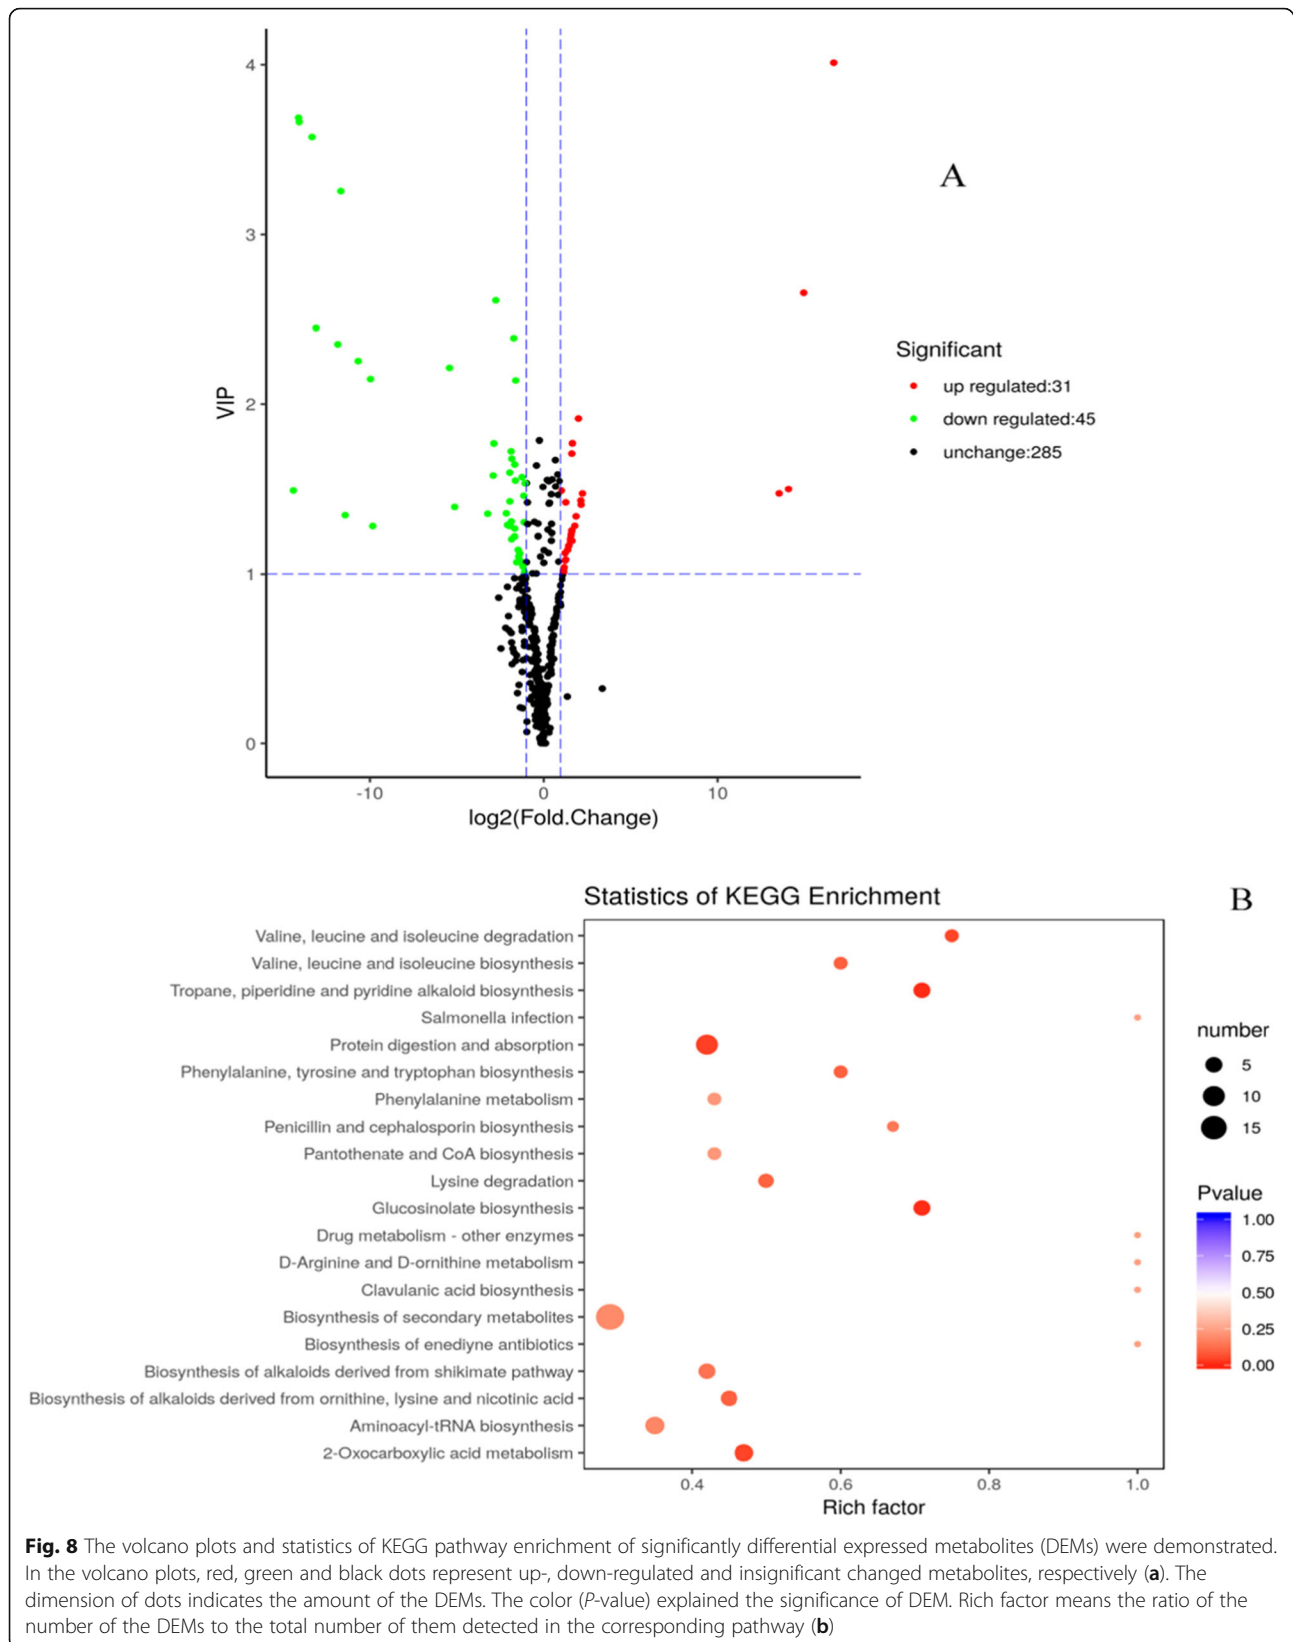 4
3
2
1
0
VIP
-10
0
10
log2(Fold.Change)
A
Significant
up regulated:31
down regulated:45
unchange:285
Statistics of KEGG Enrichment
B
Valine, leucine and isoleucine degradation
Valine, leucine and isoleucine biosynthesis
Tropane, piperidine and pyridine alkaloid biosynthesis
Salmonella infection
Protein digestion and absorption
Phenylalanine, tyrosine and tryptophan biosynthesis
Phenylalanine metabolism
Penicillin and cephalosporin biosynthesis
Pantothenate and CoA biosynthesis
Lysine degradation
Glucosinolate biosynthesis
Drug metabolism - other enzymes
D-Arginine and D-ornithine metabolism
Clavulanic acid biosynthesis
Biosynthesis of secondary metabolites
Biosynthesis of enediyne antibiotics
Biosynthesis of alkaloids derived from shikimate pathway
Biosynthesis of alkaloids derived from ornithine, lysine and nicotinic acid
Aminoacyl-tRNA biosynthesis
2-Oxocarboxylic acid metabolism
0.4
0.6
0.8
1.0
Rich factor
number
5
10
15
Pvalue
1.00
0.75
0.50
0.25
0.00
Fig. 8 The volcano plots and statistics of KEGG pathway enrichment of significantly differential expressed metabolites (DEMs) were demonstrated.
In the volcano plots, red, green and black dots represent up-, down-regulated and insignificant changed metabolites, respectively (a). The
dimension of dots indicates the amount of the DEMs. The color (P-value) explained the significance of DEM. Rich factor means the ratio of the
number of the DEMs to the total number of them detected in the corresponding pathway (b)